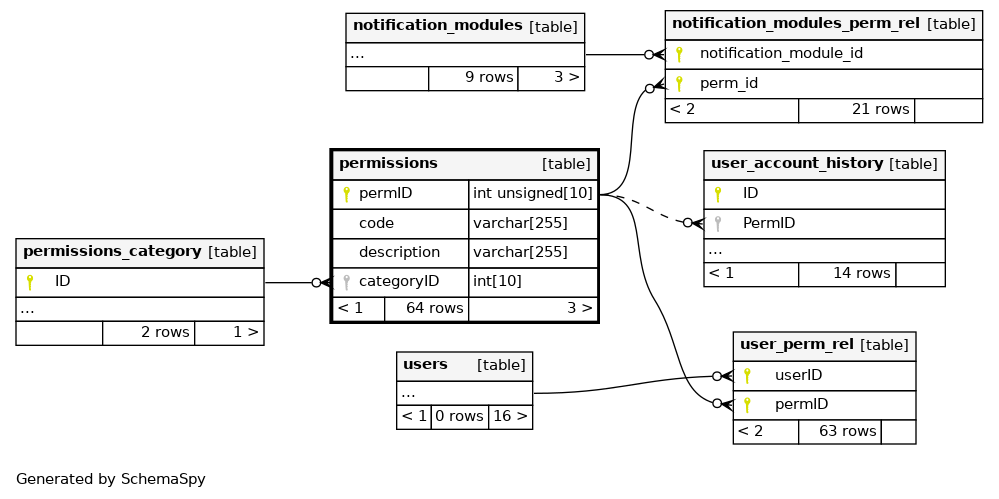 notification_modules [table]
...
9 rows 3 >
notification_modules_perm_rel [table]
notification_module_id
perm_id
< 2 21 rows
permissions [table]
permID int unsigned[10]
code varchar[255]
description varchar[255]
categoryID int[10]
< 1 64 rows 3 >
user_account_history [table]
ID
PermID
...
< 1 14 rows
permissions_category [table]
ID
...
2 rows 1 >
users [table]
...
< 1 0 rows 16 >
user_perm_rel [table]
userID
permID
< 2 63 rows
Generated by SchemaSpy